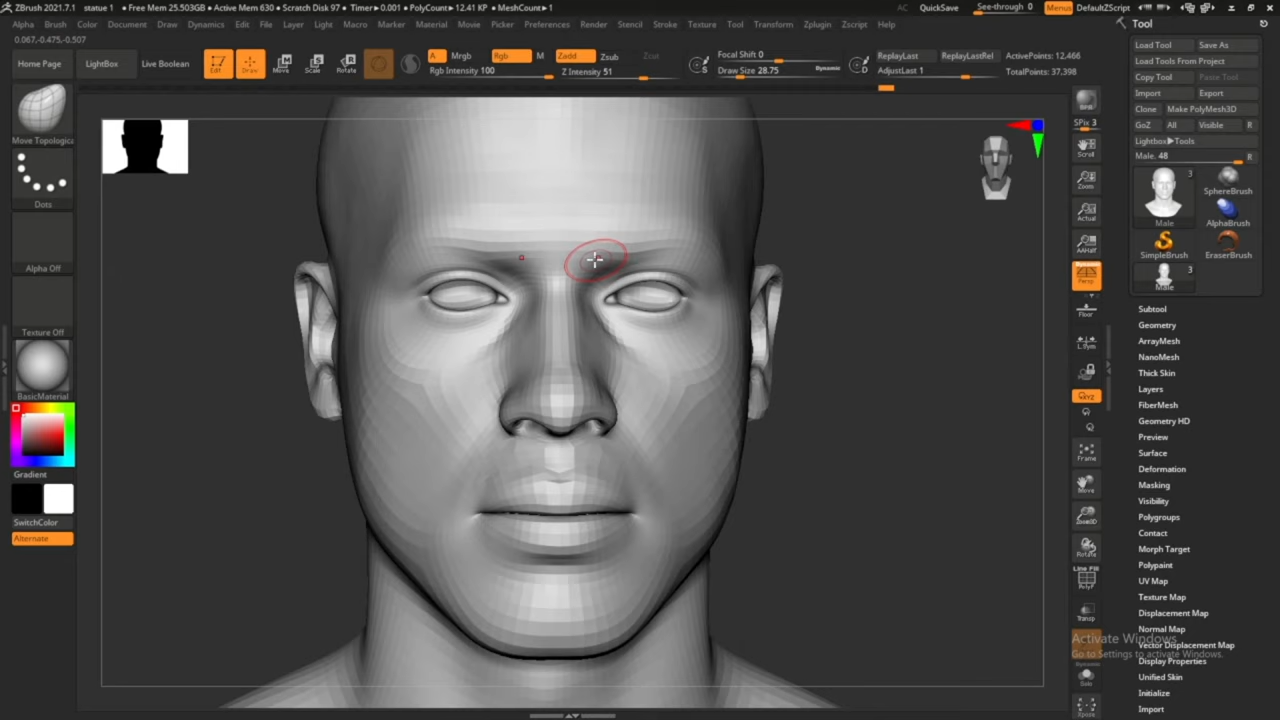 ZBrush 2021.7.1 statue 1 • Free Mem 25.503GB • Active Mem 630 • Scratch Disk 97 • Timer▶0.001 • PolyCount▶12.41 KP • MeshCount▶1 AC QuickSave See-through 0 Menus DefaultZScript
Alpha Brush Color Document Draw Dynamics Edit File Layer Light Macro Marker Material Movie Picker Preferences Render Stencil Stroke Texture Tool Transform Zplugin Zscript Help
0.067,-0.475,-0.507
Home Page LightBox Live Boolean Edit Draw Move Scale Rotate A Mrgb Rgb M Zadd Zsub Zcut
Rgb Intensity 100 Z Intensity 51
Focal Shift 0
Draw Size 28.75 Dynamic
S
D
ReplayLast ReplayLastRel ActivePoints: 12,466
AdjustLast 1 TotalPoints: 37,398
Move Topologica
Dots
Alpha Off
Texture Off
BasicMaterial
Gradient
SwitchColor
Alternate
BPR
SPix 3
Scroll
Zoom
Actual
AAHalf
Dynamic
Persp
Floor
L.Sym
Xyz
Frame
Move
Zoom3D
Rotate
Line Fill
PolyF
Transp
Dynamic
Solo
Xpose
Tool
Load Tool Save As
Load Tools From Project
Copy Tool Paste Tool
Import Export
Clone Make PolyMesh3D
GoZ All Visible R
Lightbox▶Tools
Male. 48 R
3
Male
SphereBrush
AlphaBrush
SimpleBrush
EraserBrush
3
Male
Subtool
Geometry
ArrayMesh
NanoMesh
Thick Skin
Layers
FiberMesh
Geometry HD
Preview
Surface
Deformation
Masking
Visibility
Polygroups
Contact
Morph Target
Polypaint
UV Map
Texture Map
Displacement Map
Normal Map
Vector Displacement Map
Display Properties
Unified Skin
Initialize
Import
Activate Windows
Go to Settings to activate Windows.